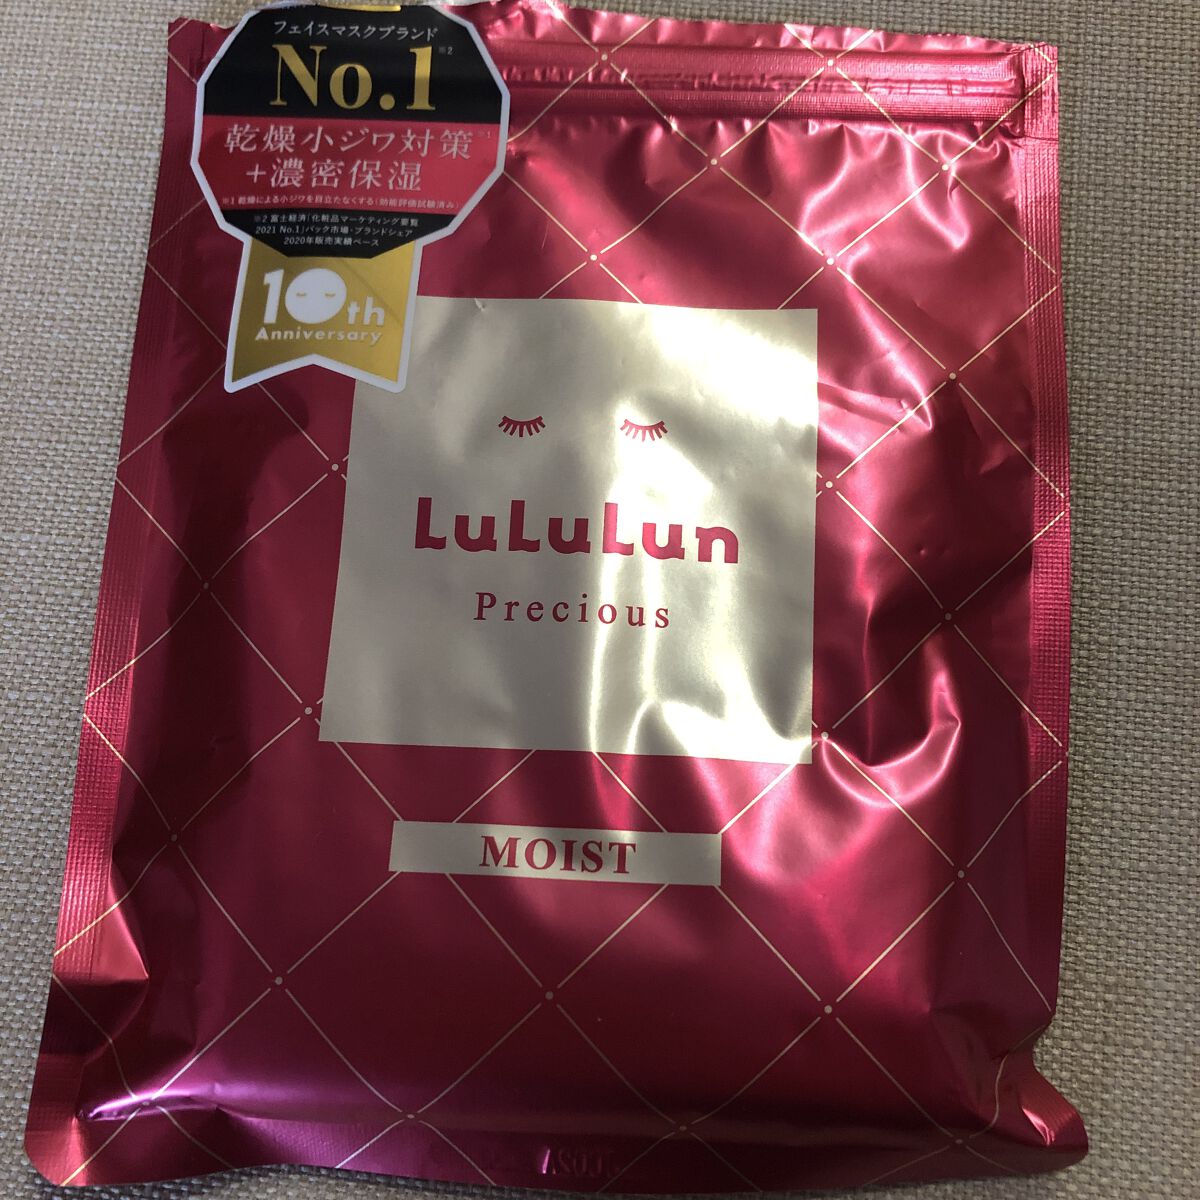 フェイスマスクブランド
No.1※2
乾燥小ジワ対策※1
+濃密保湿
※1 乾燥による小ジワを目立たなくする(効能評価試験済み)
※2 富士経済「化粧品マーケティング要覧
2021 No.1」パック市場・ブランドシェア
2020年販売実績ベース
10th
Anniversary
LuLuLun
Precious
MOIST